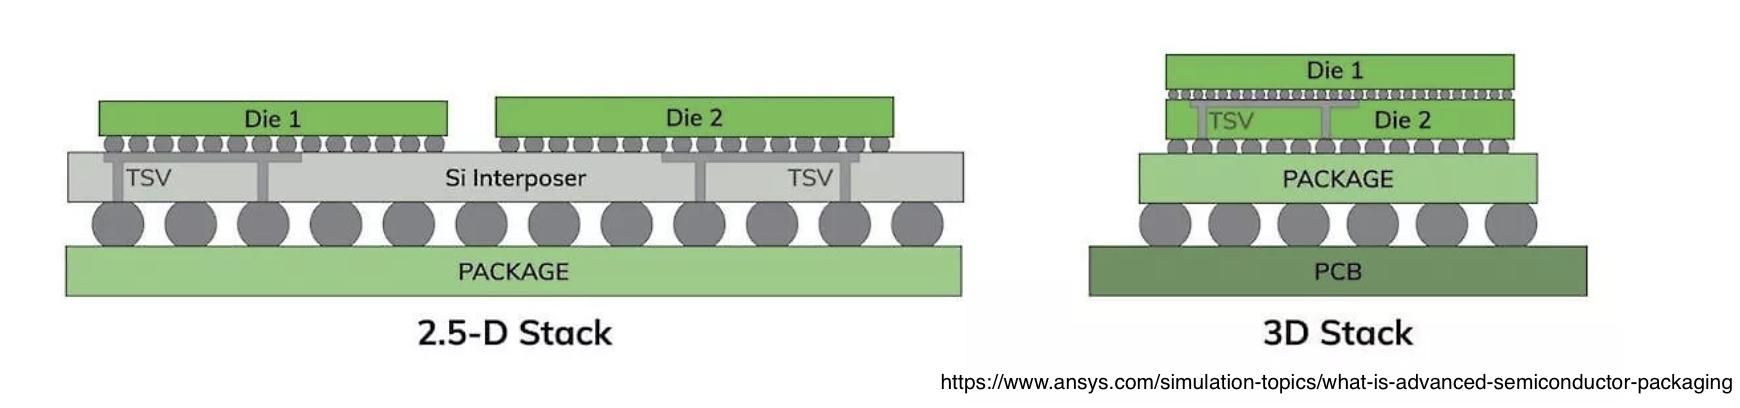 Die 1
Die 2
TSV
Si Interposer
TSV
PACKAGE
2.5-D Stack
Die 1
TSV
Die 2
PACKAGE
PCB
3D Stack
https://www.ansys.com/simulation-topics/what-is-advanced-semiconductor-packaging